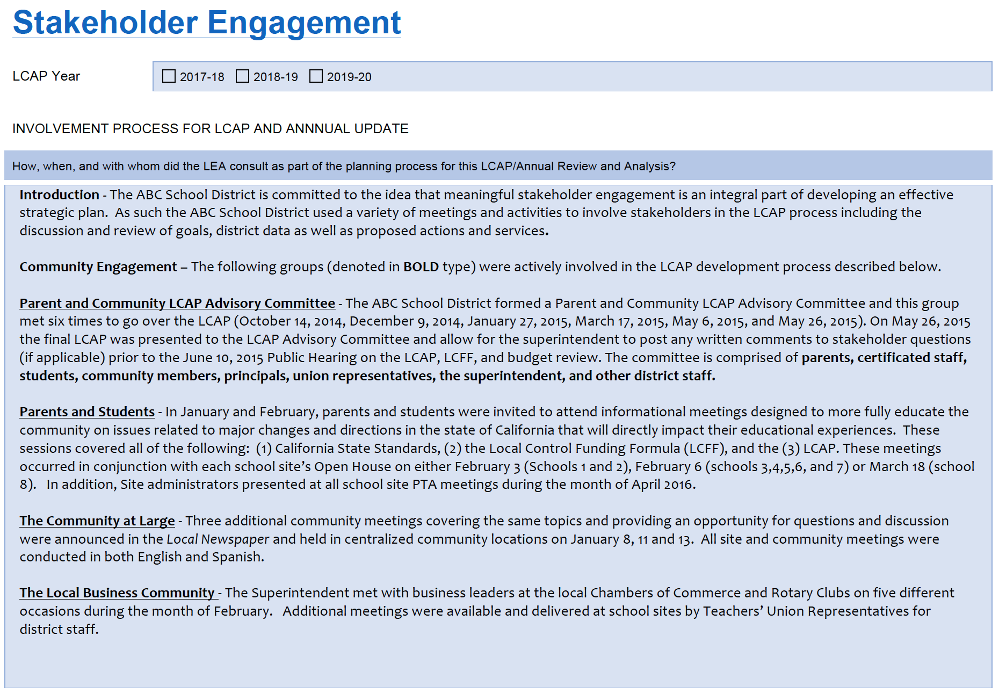 Stakeholder Engagement
LCAP Year
2017-18 2018-19 2019-20
INVOLVEMENT PROCESS FOR LCAP AND ANNNUAL UPDATE
How, when, and with whom did the LEA consult as part of the planning process for this LCAP/Annual Review and Analysis?
Introduction - The ABC School District is committed to the idea that meaningful stakeholder engagement is an integral part of developing an effective
strategic plan.  As such the ABC School District used a variety of meetings and activities to involve stakeholders in the LCAP process including the
discussion and review of goals, district data as well as proposed actions and services.
Community Engagement – The following groups (denoted in BOLD type) were actively involved in the LCAP development process described below.
Parent and Community LCAP Advisory Committee - The ABC School District formed a Parent and Community LCAP Advisory Committee and this group
met six times to go over the LCAP (October 14, 2014, December 9, 2014, January 27, 2015, March 17, 2015, May 6, 2015, and May 26, 2015). On May 26, 2015
the final LCAP was presented to the LCAP Advisory Committee and allow for the superintendent to post any written comments to stakeholder questions
(if applicable) prior to the June 10, 2015 Public Hearing on the LCAP, LCFF, and budget review. The committee is comprised of parents, certificated staff,
students, community members, principals, union representatives, the superintendent, and other district staff.
Parents and Students - In January and February, parents and students were invited to attend informational meetings designed to more fully educate the
community on issues related to major changes and directions in the state of California that will directly impact their educational experiences.  These
sessions covered all of the following:  (1) California State Standards, (2) the Local Control Funding Formula (LCFF), and the (3) LCAP. These meetings
occurred in conjunction with each school site’s Open House on either February 3 (Schools 1 and 2), February 6 (schools 3,4,5,6, and 7) or March 18 (school
8).   In addition, Site administrators presented at all school site PTA meetings during the month of April 2016.
The Community at Large - Three additional community meetings covering the same topics and providing an opportunity for questions and discussion
were announced in the Local Newspaper and held in centralized community locations on January 8, 11 and 13.  All site and community meetings were
conducted in both English and Spanish.
The Local Business Community - The Superintendent met with business leaders at the local Chambers of Commerce and Rotary Clubs on five different
occasions during the month of February.   Additional meetings were available and delivered at school sites by Teachers’ Union Representatives for
district staff.